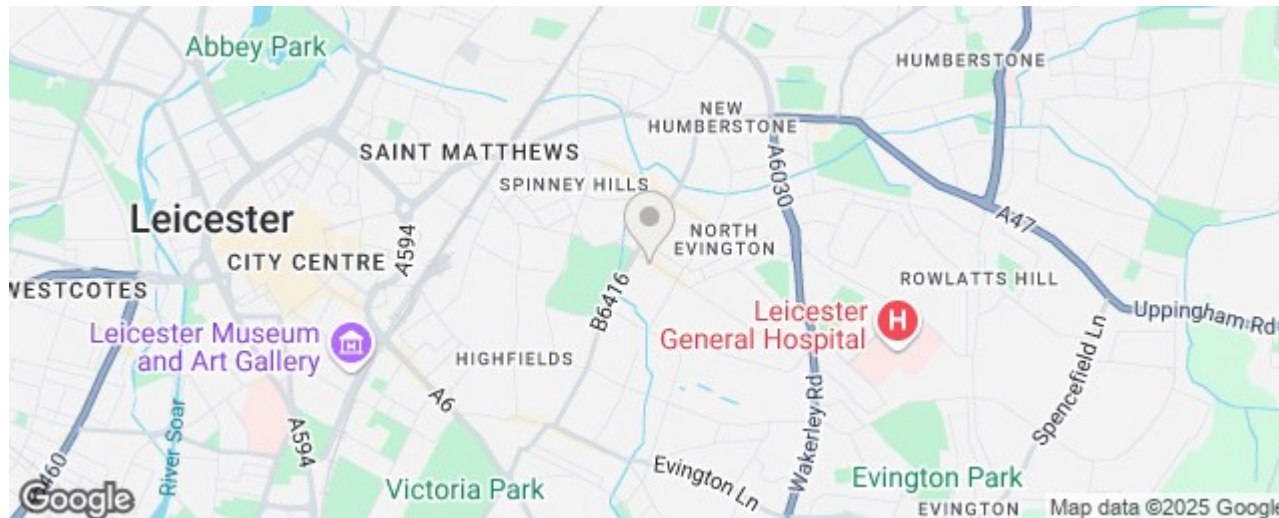 Abbey Park
HUMBERSTONE
NEW
HUMBERSTONE
SAINT MATTHEWS
A6030
SPINNEY HILLS
Leicester
NORTH
EVINGTON
A47
CITY CENTRE
A594
ROWLATTS HILL
WESTCOTES
B6416
Leicester
General Hospital
H
Uppingham Rd
Leicester Museum
and Art Gallery
HIGHFIELDS
Spencefield Ln
A6
Wakerley Rd
River Soar
A594
Evington Ln
Evington Park
Victoria Park
A460
EVINGTON
Google
Map data ©2025 Google